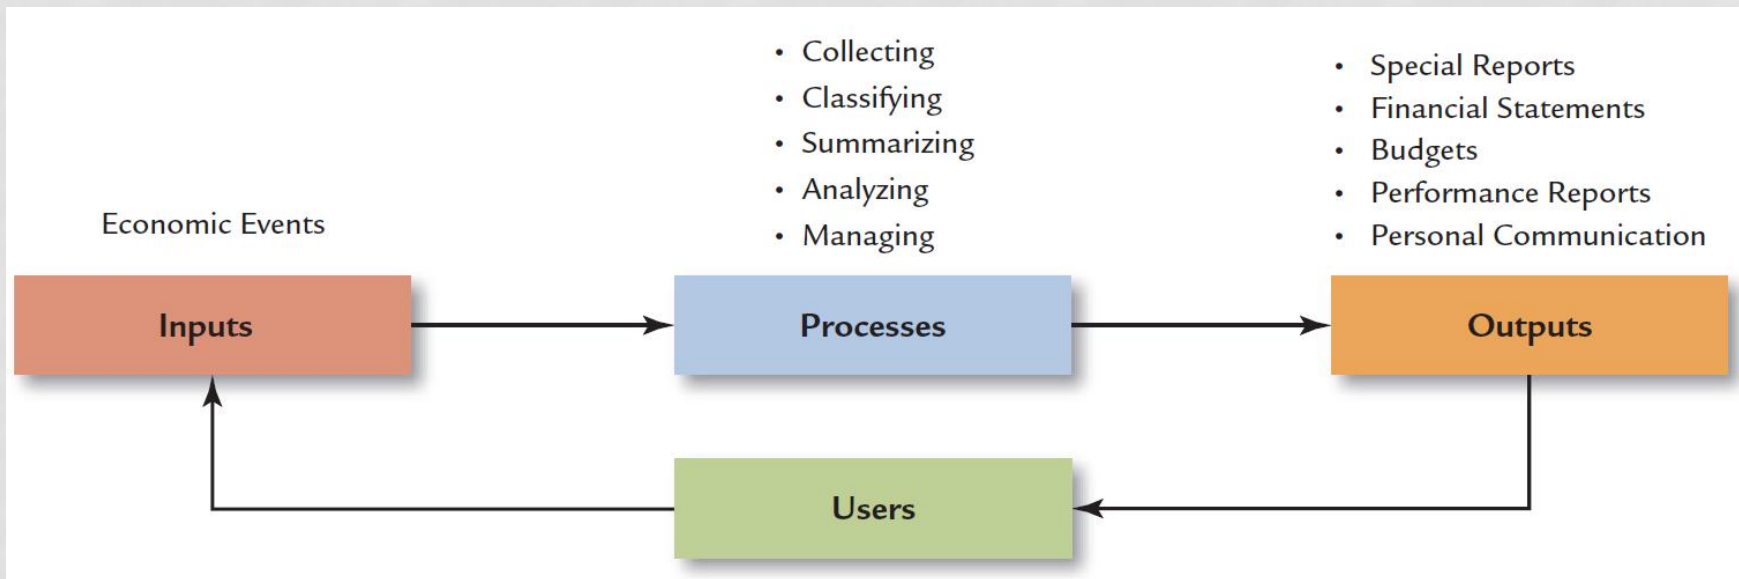 Economic Events
Inputs
• Collecting
• Classifying
• Summarizing
• Analyzing
• Managing
Processes
• Special Reports
• Financial Statements
• Budgets
• Performance Reports
• Personal Communication
Outputs
Users